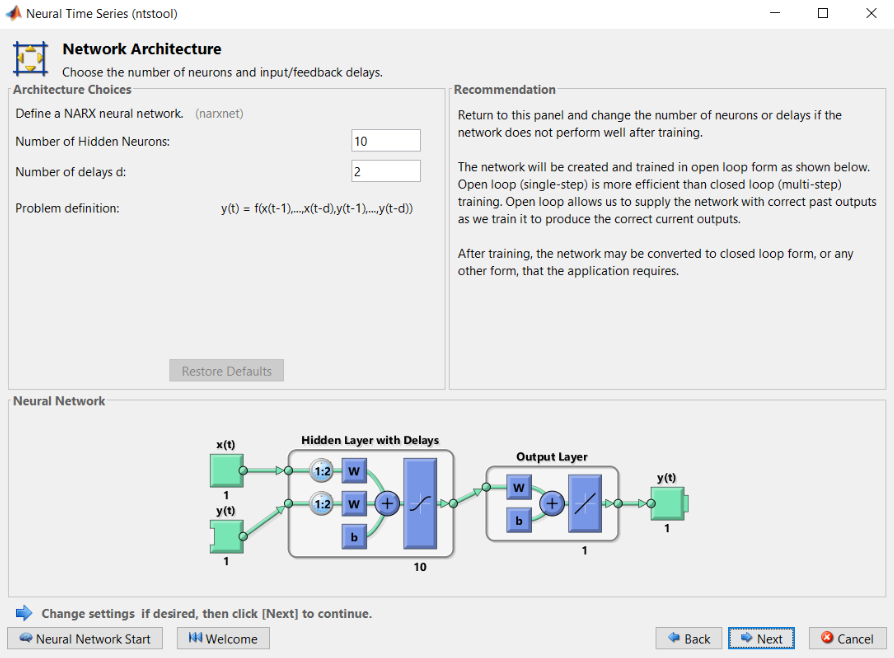 Neural Time Series (ntstool)
Network Architecture
Choose the number of neurons and input/feedback delays.
Architecture Choices
Define a NARX neural network. (narxnet)
Number of Hidden Neurons: 10
Number of delays d: 2
Problem definition: y(t) = f(x(t-1),...,x(t-d),y(t-1),...,y(t-d))
Restore Defaults
Recommendation
Return to this panel and change the number of neurons or delays if the
network does not perform well after training.
The network will be created and trained in open loop form as shown below.
Open loop (single-step) is more efficient than closed loop (multi-step)
training. Open loop allows us to supply the network with correct past outputs
as we train it to produce the correct current outputs.
After training, the network may be converted to closed loop form, or any
other form, that the application requires.
Neural Network
x(t)
1
y(t)
1
Hidden Layer with Delays
1:2 W
1:2 W
b
+
10
Output Layer
W
b
+
1
y(t)
1
Change settings if desired, then click [Next] to continue.
Neural Network Start Welcome Back Next Cancel